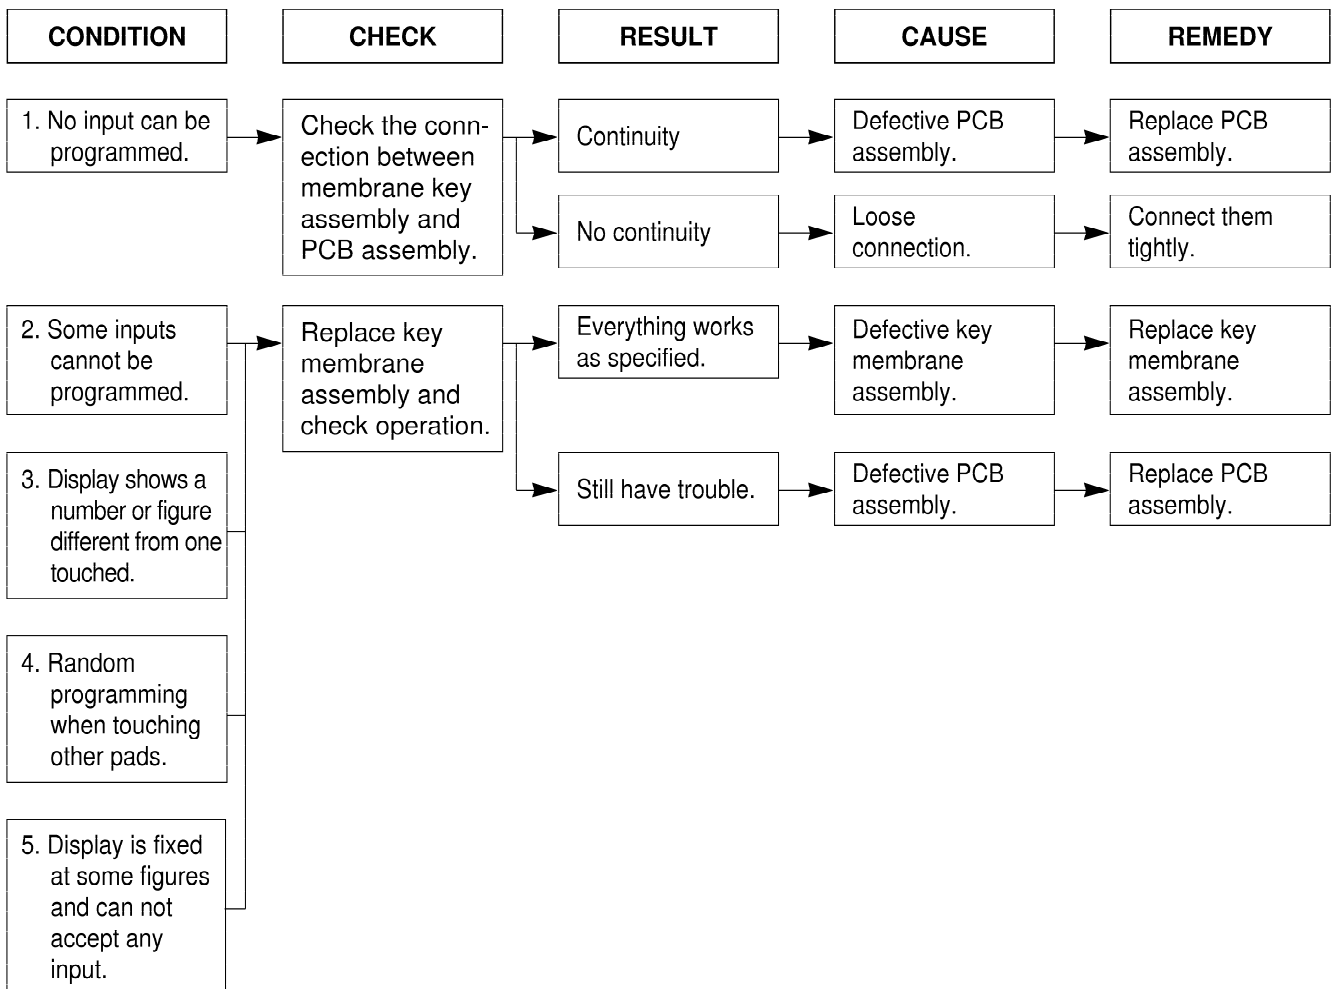 CONDITION
CHECK
RESULT
CAUSE
REMEDY
1. No input can be
programmed.
Check the conn-
ection between
membrane key
assembly and
PCB assembly.
Continuity
Defective PCB
assembly.
Replace PCB
assembly.
No continuity
Loose
connection.
Connect them
tightly.
2. Some inputs
cannot be
programmed.
Replace key
membrane
assembly and
check operation.
Everything works
as specified.
Defective key
membrane
assembly.
Replace key
membrane
assembly.
Still have trouble.
Defective PCB
assembly.
Replace PCB
assembly.
3. Display shows a
number or figure
different from one
touched.
4. Random
programming
when touching
other pads.
5. Display is fixed
at some figures
and can not
accept any
input.